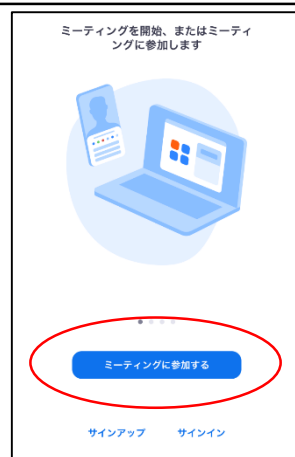 ミーティングを開始、またはミーティ
ングに参加します
ミーティングに参加する
サインアップ サインイン